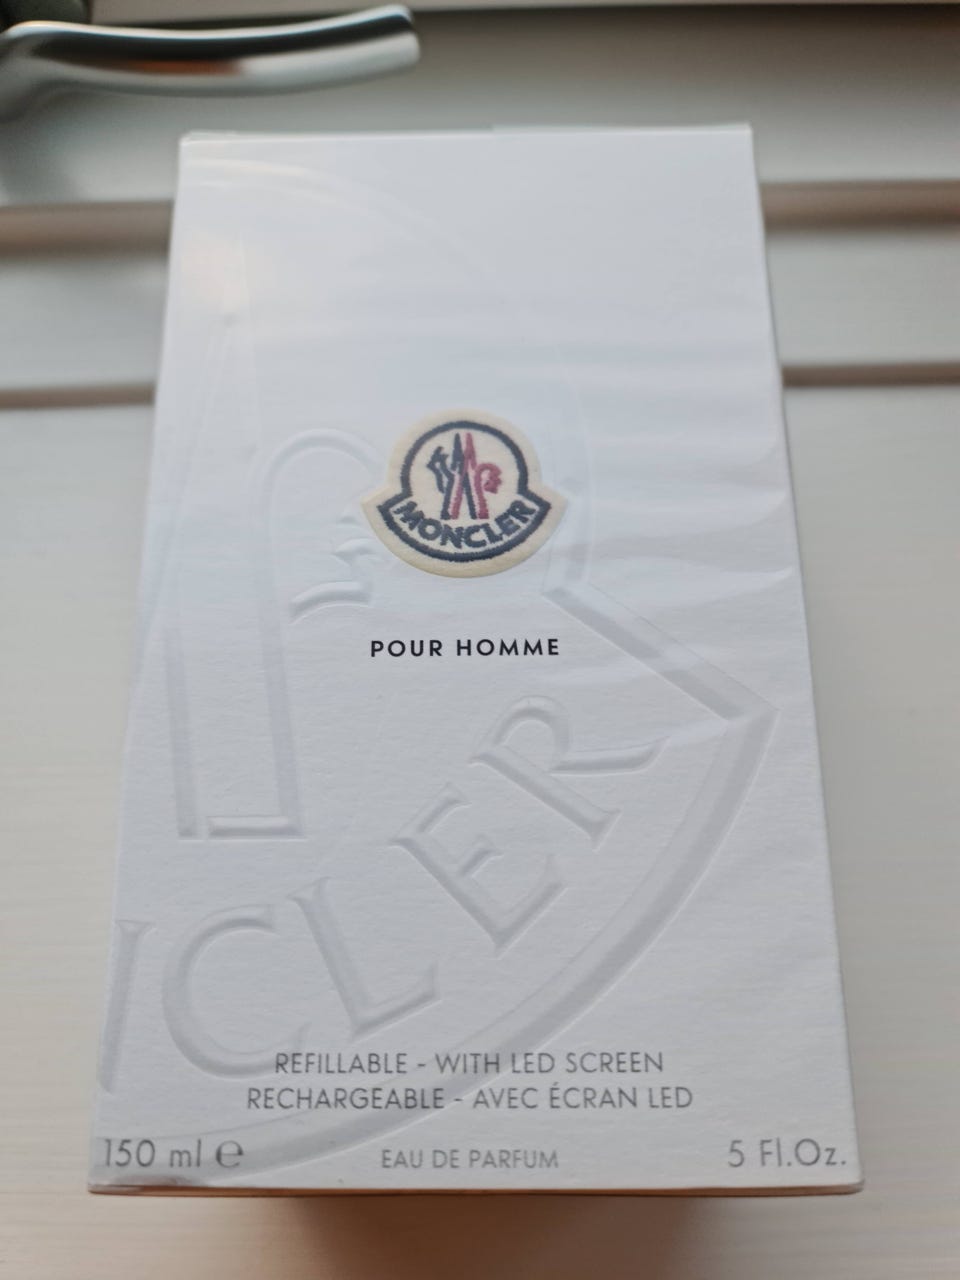 MONCLER
POUR HOMME
NCLER
REFILLABLE - WITH LED SCREEN
RECHARGEABLE - AVEC ÉCRAN LED
150 ml e
EAU DE PARFUM
5 Fl.Oz.